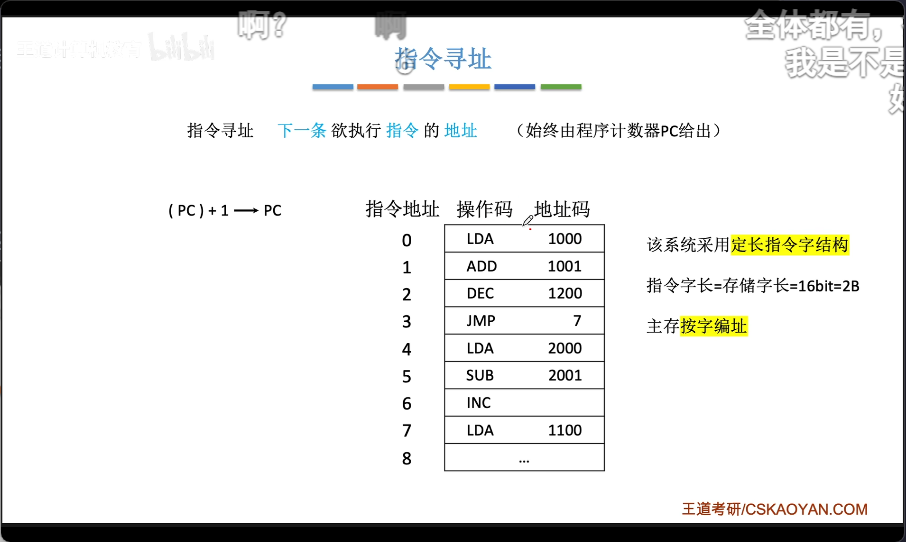 啊？
啊
全体都有，
我是不是
指令寻址
指令寻址 下一条 欲执行 指令 的 地址 （始终由程序计数器PC给出）
( PC ) + 1 → PC
指令地址 操作码 地址码
0 LDA 1000
1 ADD 1001
2 DEC 1200
3 JMP 7
4 LDA 2000
5 SUB 2001
6 INC
7 LDA 1100
8 …
该系统采用定长指令字结构
指令字长=存储字长=16bit=2B
主存按字编址
王道考研/CSKAOYAN.COM